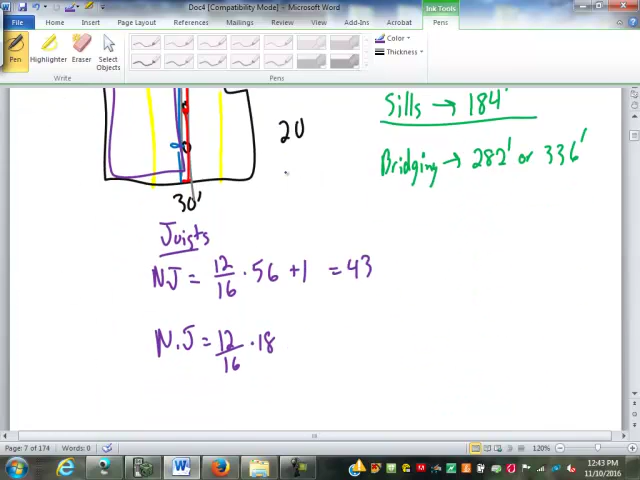 Doc4 [Compatibility Mode] - Microsoft Word
Ink Tools
File Home Insert Page Layout References Mailings Review View Add-Ins Acrobat Pens
Pen Highlighter Eraser Select Objects
Color
Thickness
Write
Pens
Sills → 184'
20
Bridging → 282' or 336'
30'
Joists
NJ = 12/16 · 56 + 1 = 43
N.J = 12/16 · 18
Page: 7 of 174 Words: 0
120%
12:43 PM
11/10/2016